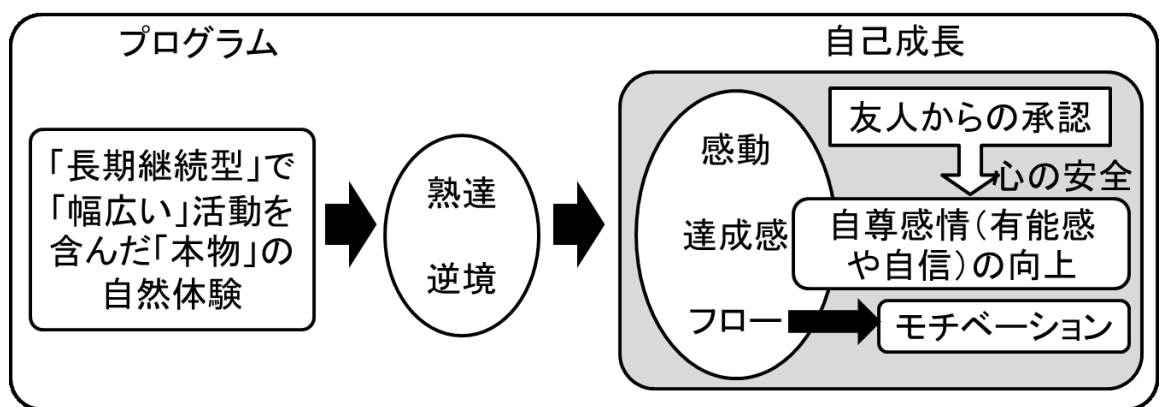 プログラム
「長期継続型」で
「幅広い」活動を
含んだ「本物」の
自然体験
熟達
逆境
自己成長
感動
達成感
フロー
友人からの承認
心の安全
自尊感情(有能感
や自信)の向上
モチベーション